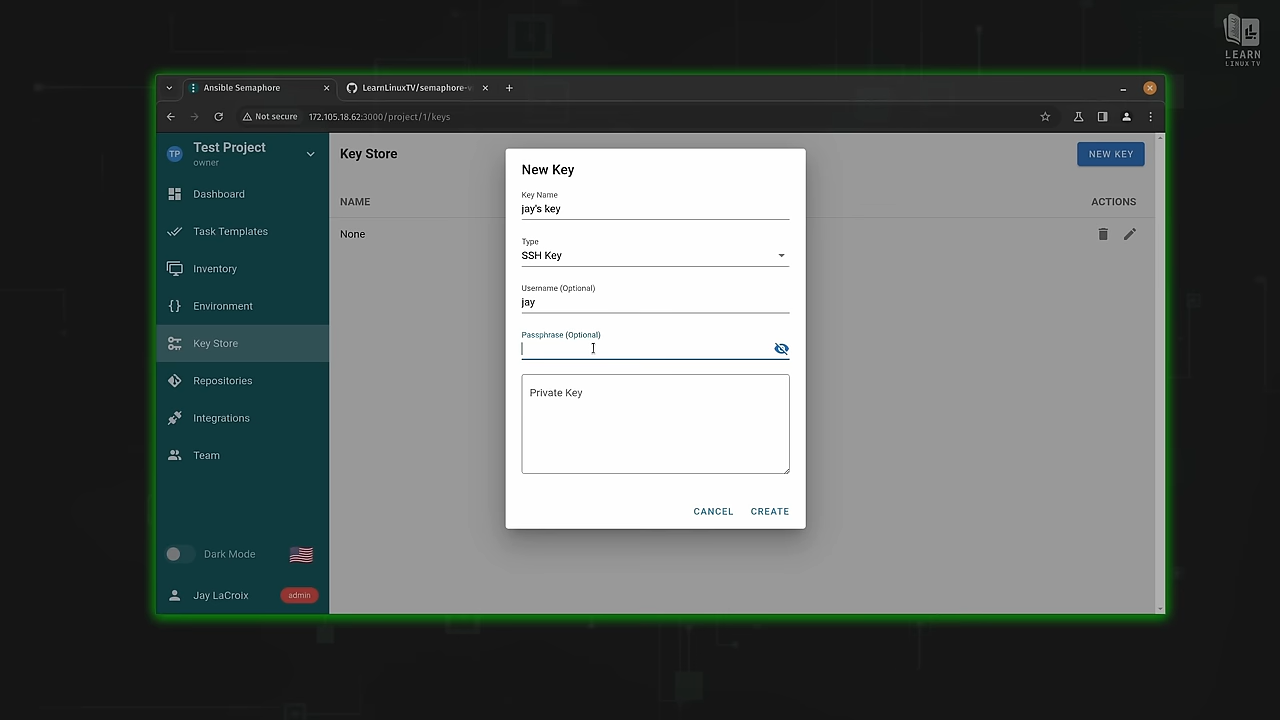 LEARN
LINUX TV
Ansible Semaphore
LearnLinuxTV/semaphore-v
Not secure
172.105.18.62:3000/project/1/keys
TP
Test Project
owner
Dashboard
Task Templates
Inventory
Environment
Key Store
Repositories
Integrations
Team
Dark Mode
Jay LaCroix
admin
Key Store
NEW KEY
NAME
ACTIONS
None
New Key
Key Name
jay's key
Type
SSH Key
Username (Optional)
jay
Passphrase (Optional)
Private Key
CANCEL
CREATE